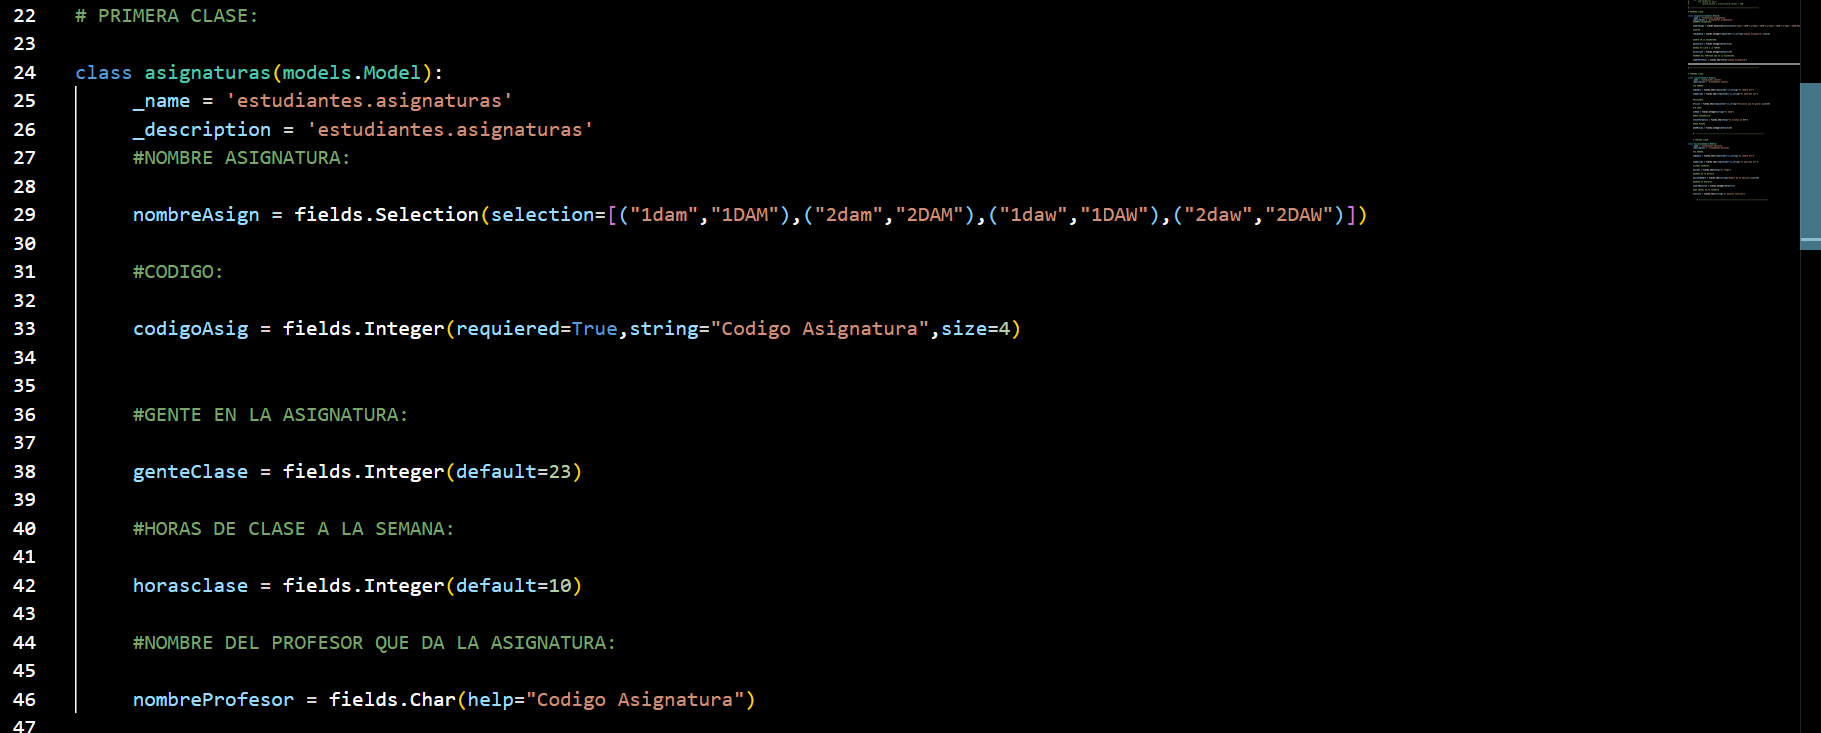 22 # PRIMERA CLASE:
23
24 class asignaturas(models.Model):
25 _name = 'estudiantes.asignaturas'
26 _description = 'estudiantes.asignaturas'
27 #NOMBRE ASIGNATURA:
28
29 nombreAsign = fields.Selection(selection=[("1dam","1DAM"),("2dam","2DAM"),("1daw","1DAW"),("2daw","2DAW")])
30
31 #CODIGO:
32
33 codigoAsig = fields.Integer(requiered=True,string="Codigo Asignatura",size=4)
34
35
36 #GENTE EN LA ASIGNATURA:
37
38 genteClase = fields.Integer(default=23)
39
40 #HORAS DE CLASE A LA SEMANA:
41
42 horasclase = fields.Integer(default=10)
43
44 #NOMBRE DEL PROFESOR QUE DA LA ASIGNATURA:
45
46 nombreProfesor = fields.Char(help="Codigo Asignatura")
47